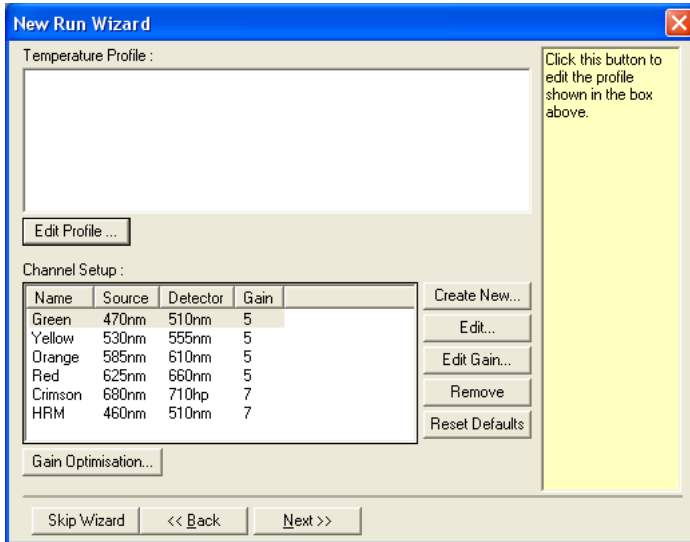 New Run Wizard
Temperature Profile :
Click this button to
edit the profile
shown in the box
above.
Edit Profile ...
Channel Setup :
Name Source Detector Gain
Green 470nm 510nm 5
Yellow 530nm 555nm 5
Orange 585nm 610nm 5
Red 625nm 660nm 5
Crimson 680nm 710hp 7
HRM 460nm 510nm 7
Create New...
Edit...
Edit Gain...
Remove
Reset Defaults
Gain Optimisation...
Skip Wizard << Back Next >>